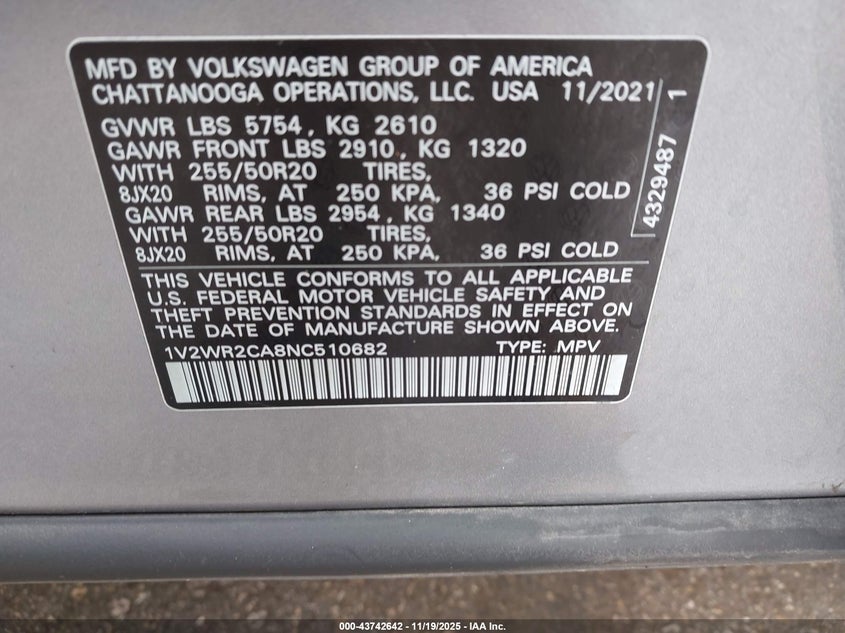 MFD BY VOLKSWAGEN GROUP OF AMERICA
CHATTANOOGA OPERATIONS, LLC. USA 11/2021
GVWR LBS 5754, KG 2610
GAWR FRONT LBS 2910, KG 1320
WITH 255/50R20 TIRES,
8JX20 RIMS, AT 250 KPA, 36 PSI COLD
GAWR REAR LBS 2954, KG 1340
WITH 255/50R20 TIRES,
8JX20 RIMS, AT 250 KPA, 36 PSI COLD
4329487 1
THIS VEHICLE CONFORMS TO ALL APPLICABLE
U.S. FEDERAL MOTOR VEHICLE SAFETY AND
THEFT PREVENTION STANDARDS IN EFFECT ON
THE DATE OF MANUFACTURE SHOWN ABOVE.
1V2WR2CA8NC510682 TYPE: MPV
000-43742642 - 11/19/2025 - IAA Inc.